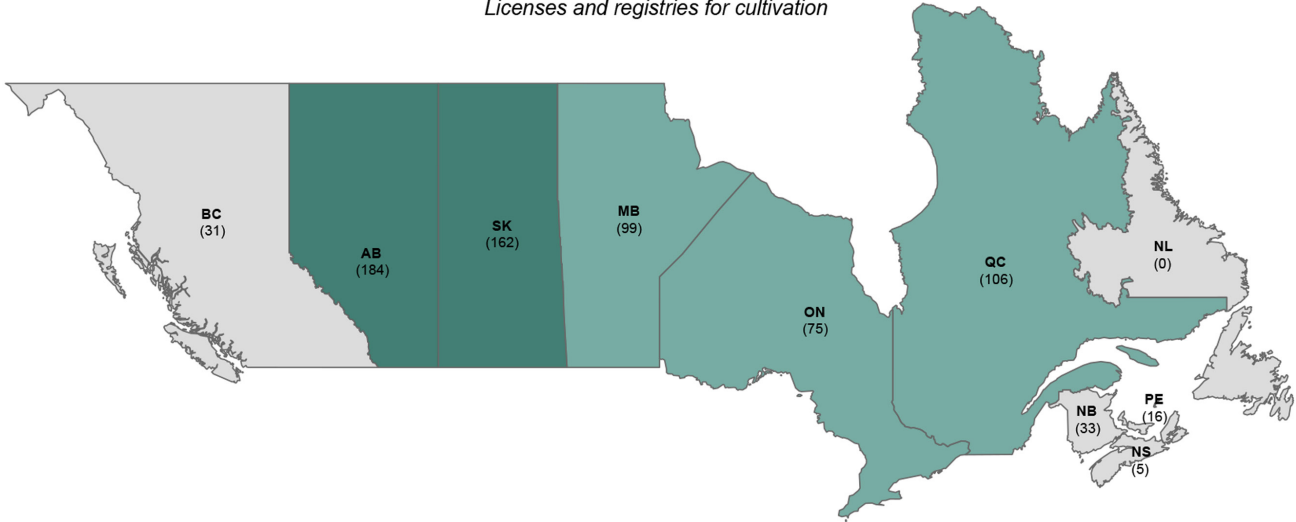 Licenses and registries for cultivation
BC
(31)
AB
(184)
SK
(162)
MB
(99)
ON
(75)
QC
(106)
NL
(0)
NB
(33)
PE
(16)
NS
(5)